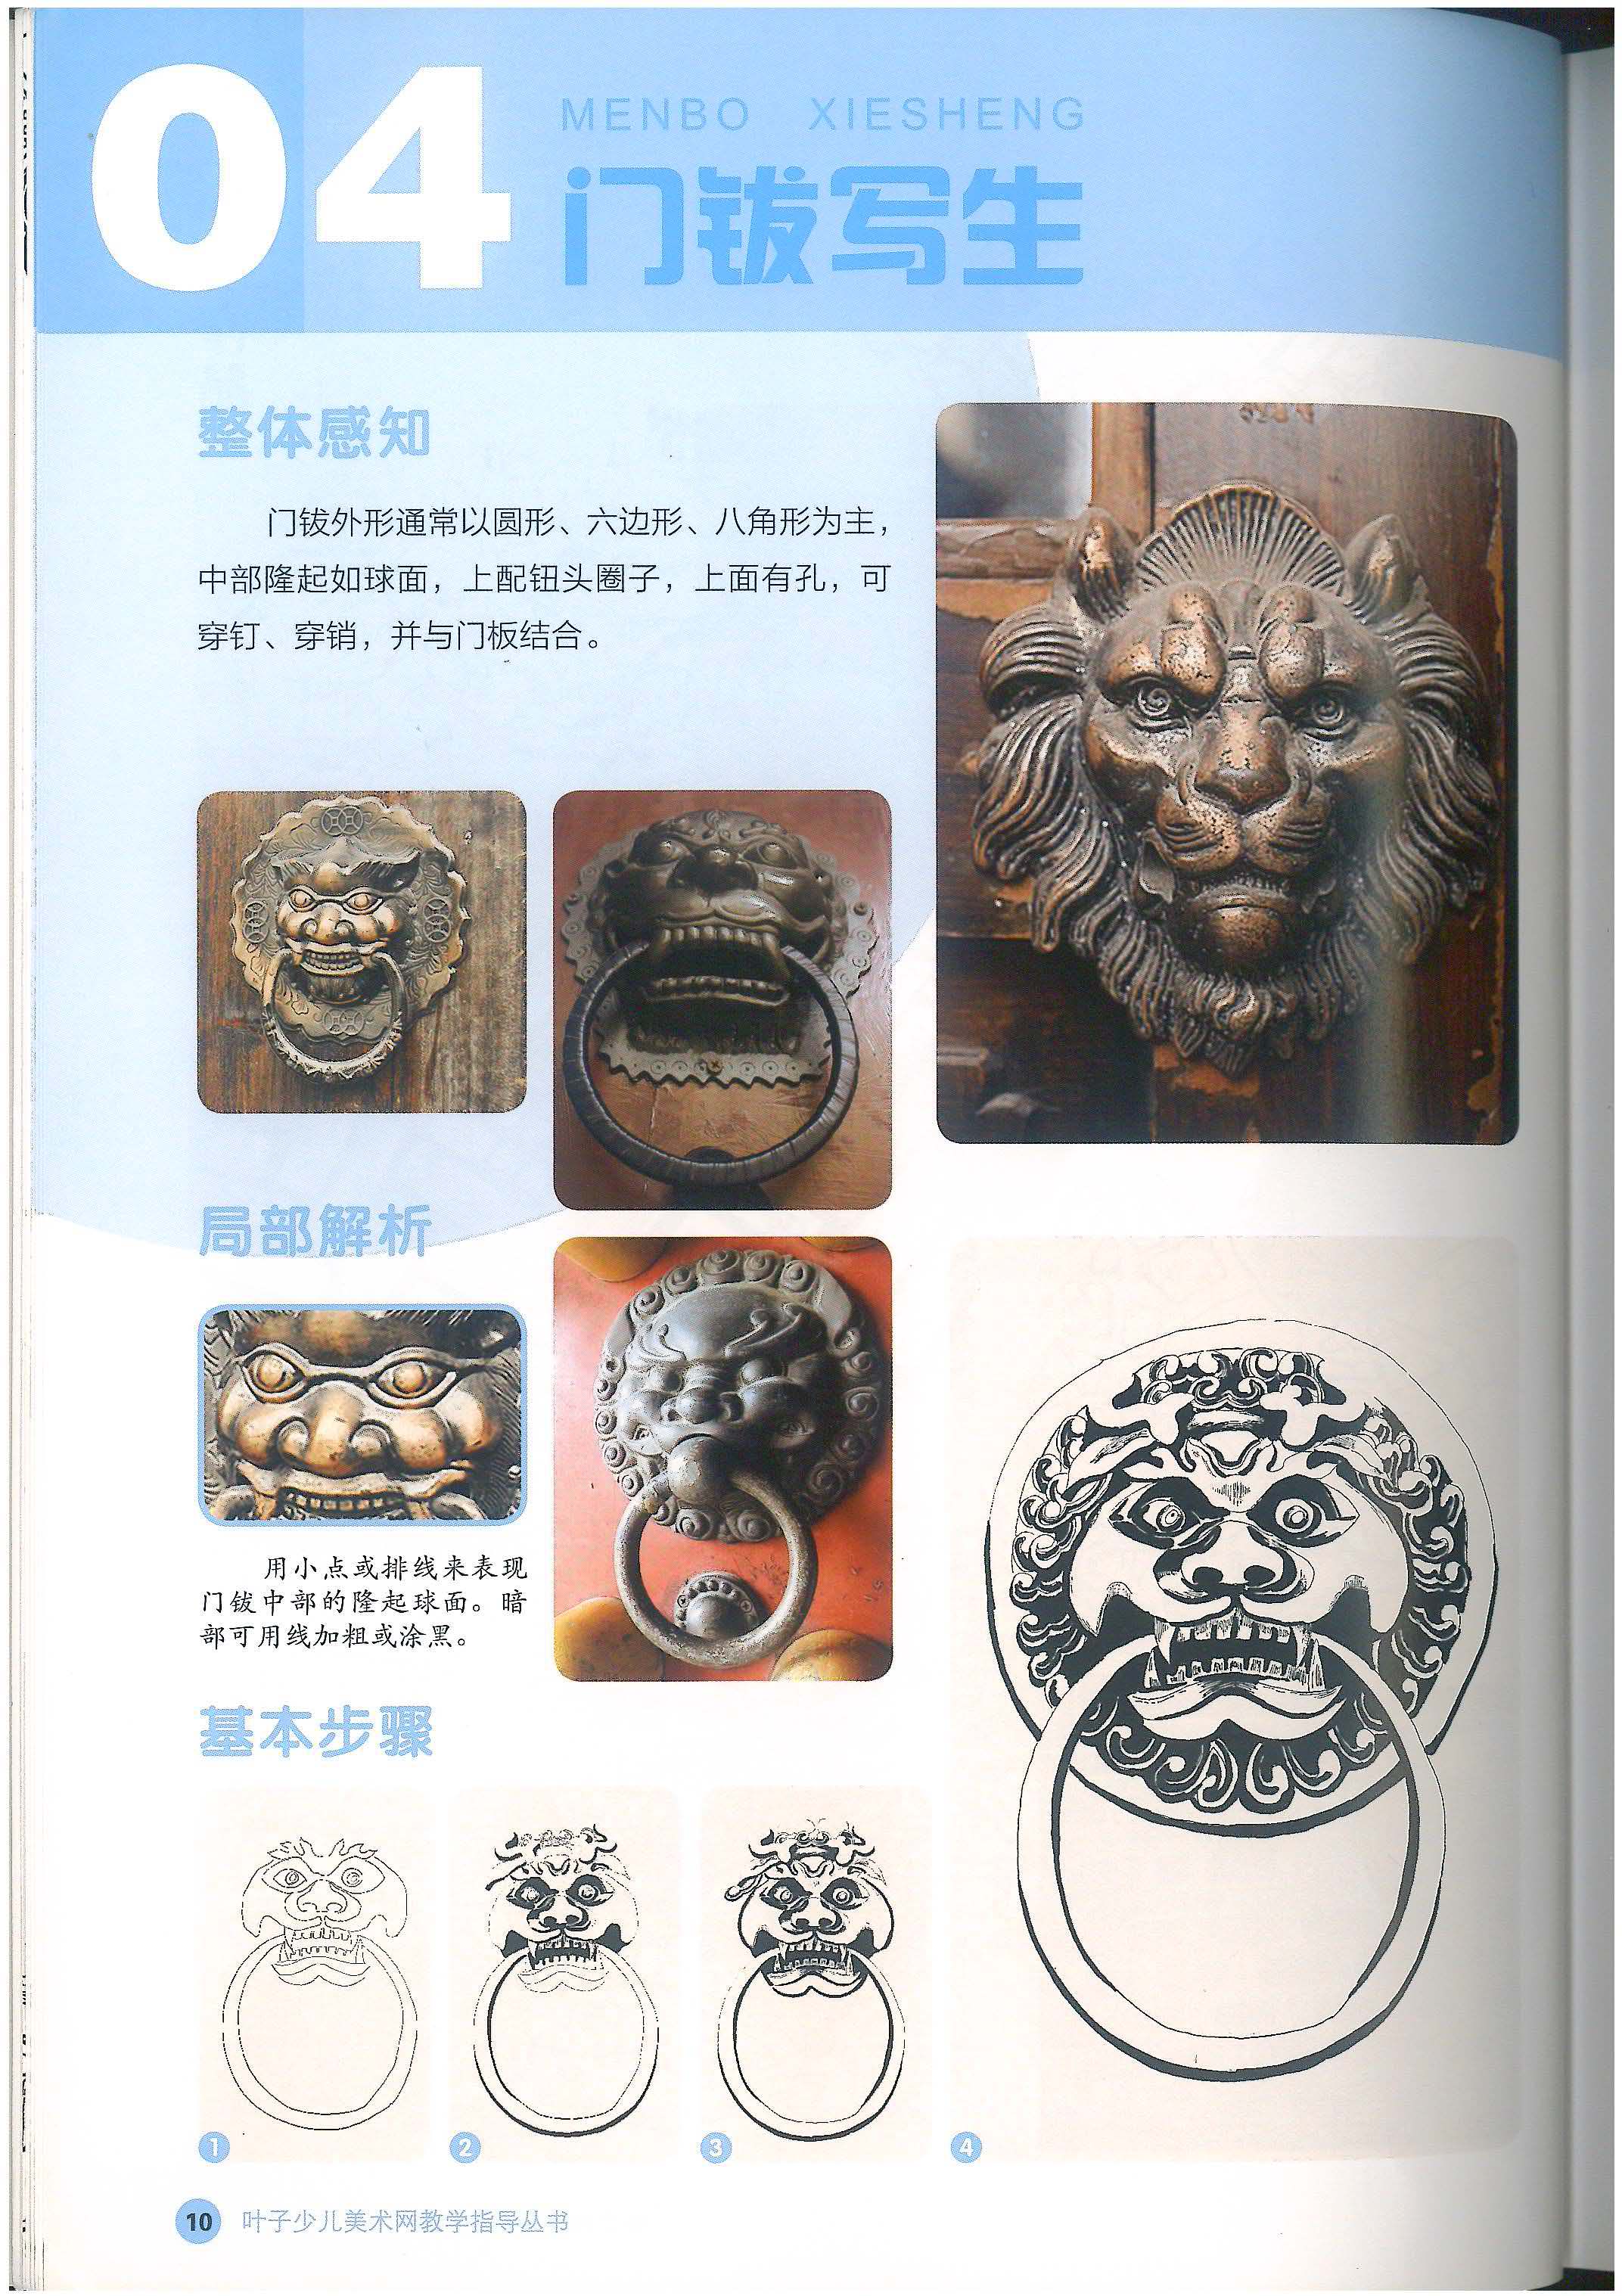 04
MENBO XIESHENG
门钹写生
整体感知
门钹外形通常以圆形、六边形、八角形为主，
中部隆起如球面，上配钮头圈子，上面有孔，可
穿钉、穿销，并与门板结合。
局部解析
用小点或排线来表现
门钹中部的隆起球面。暗
部可用线加粗或涂黑。
基本步骤
1
2
3
4
10 叶子少儿美术网教学指导丛书